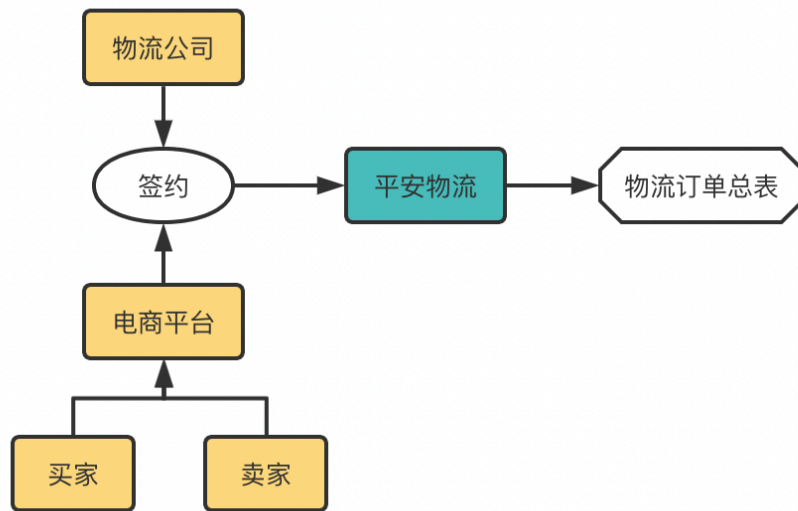 物流公司
签约
平安物流
物流订单总表
电商平台
买家
卖家